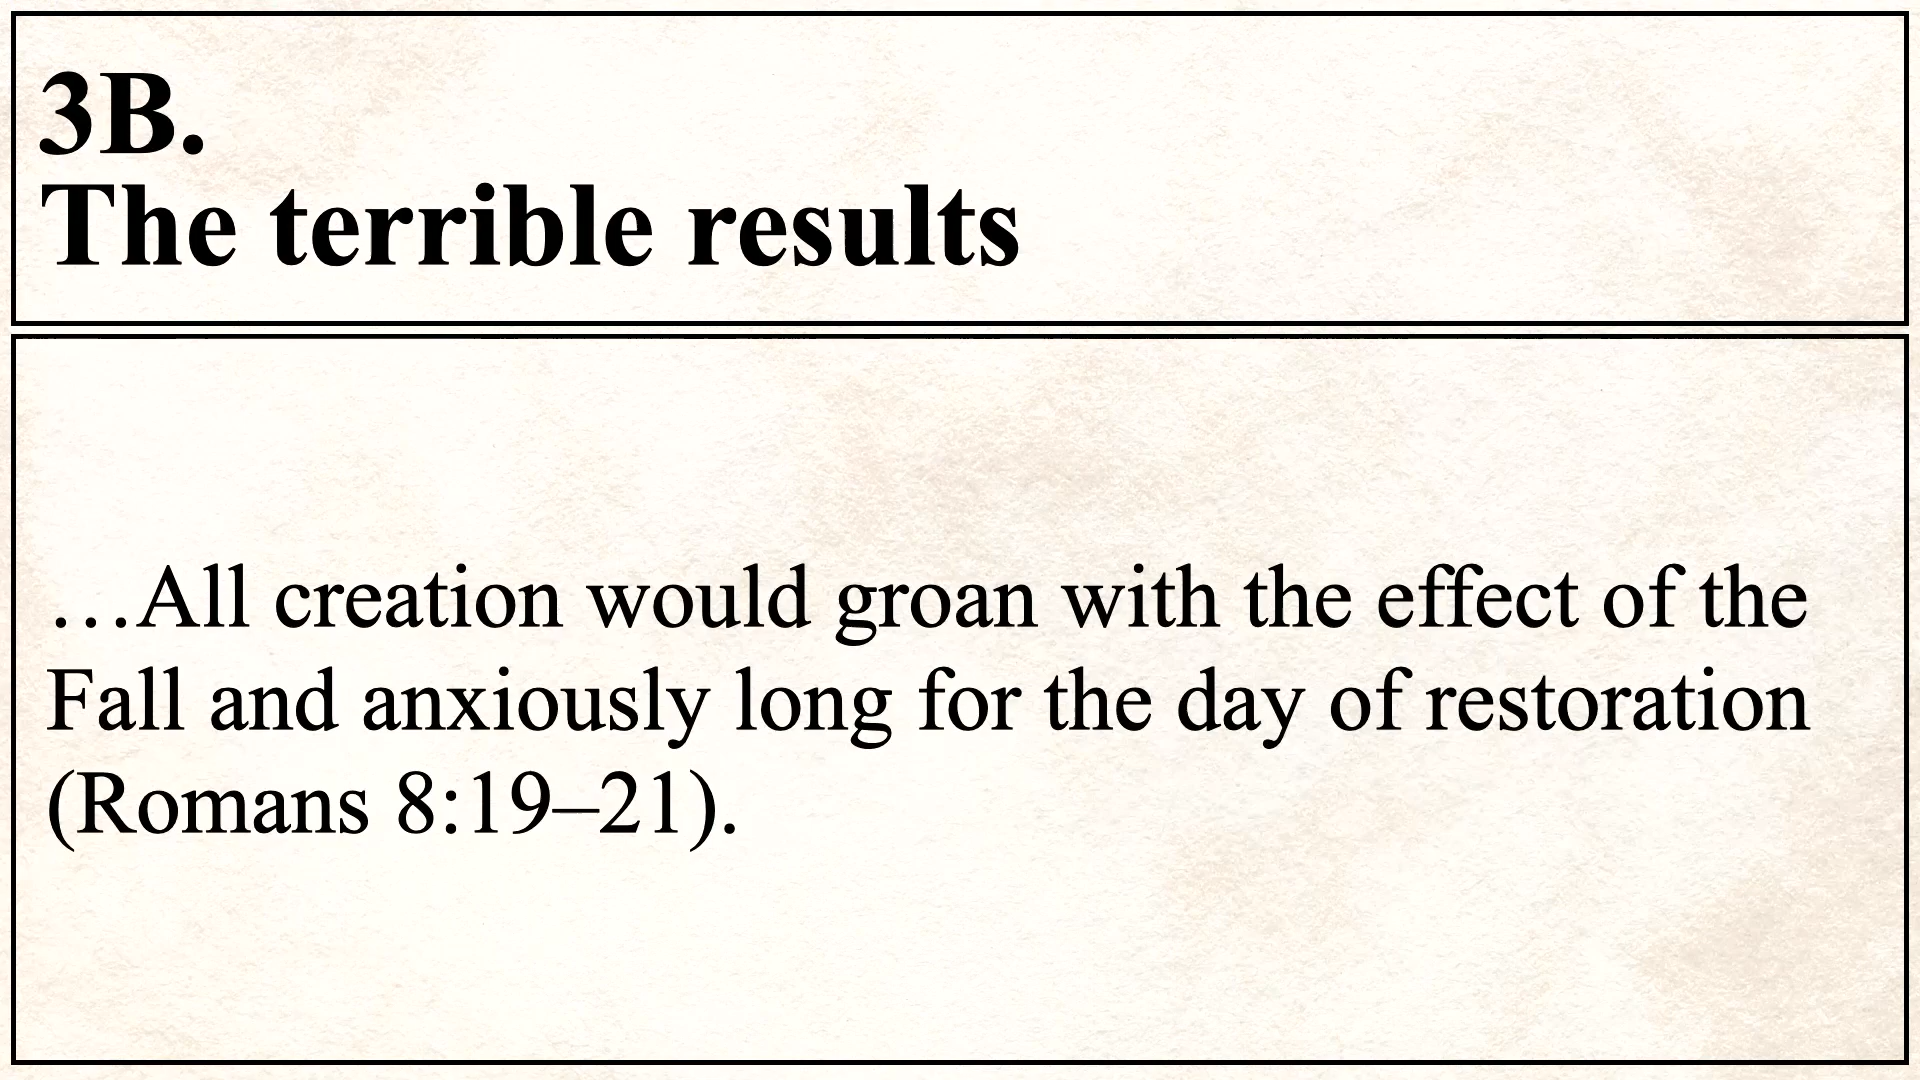 3B.
The terrible results
…All creation would groan with the effect of the
Fall and anxiously long for the day of restoration
(Romans 8:19–21).